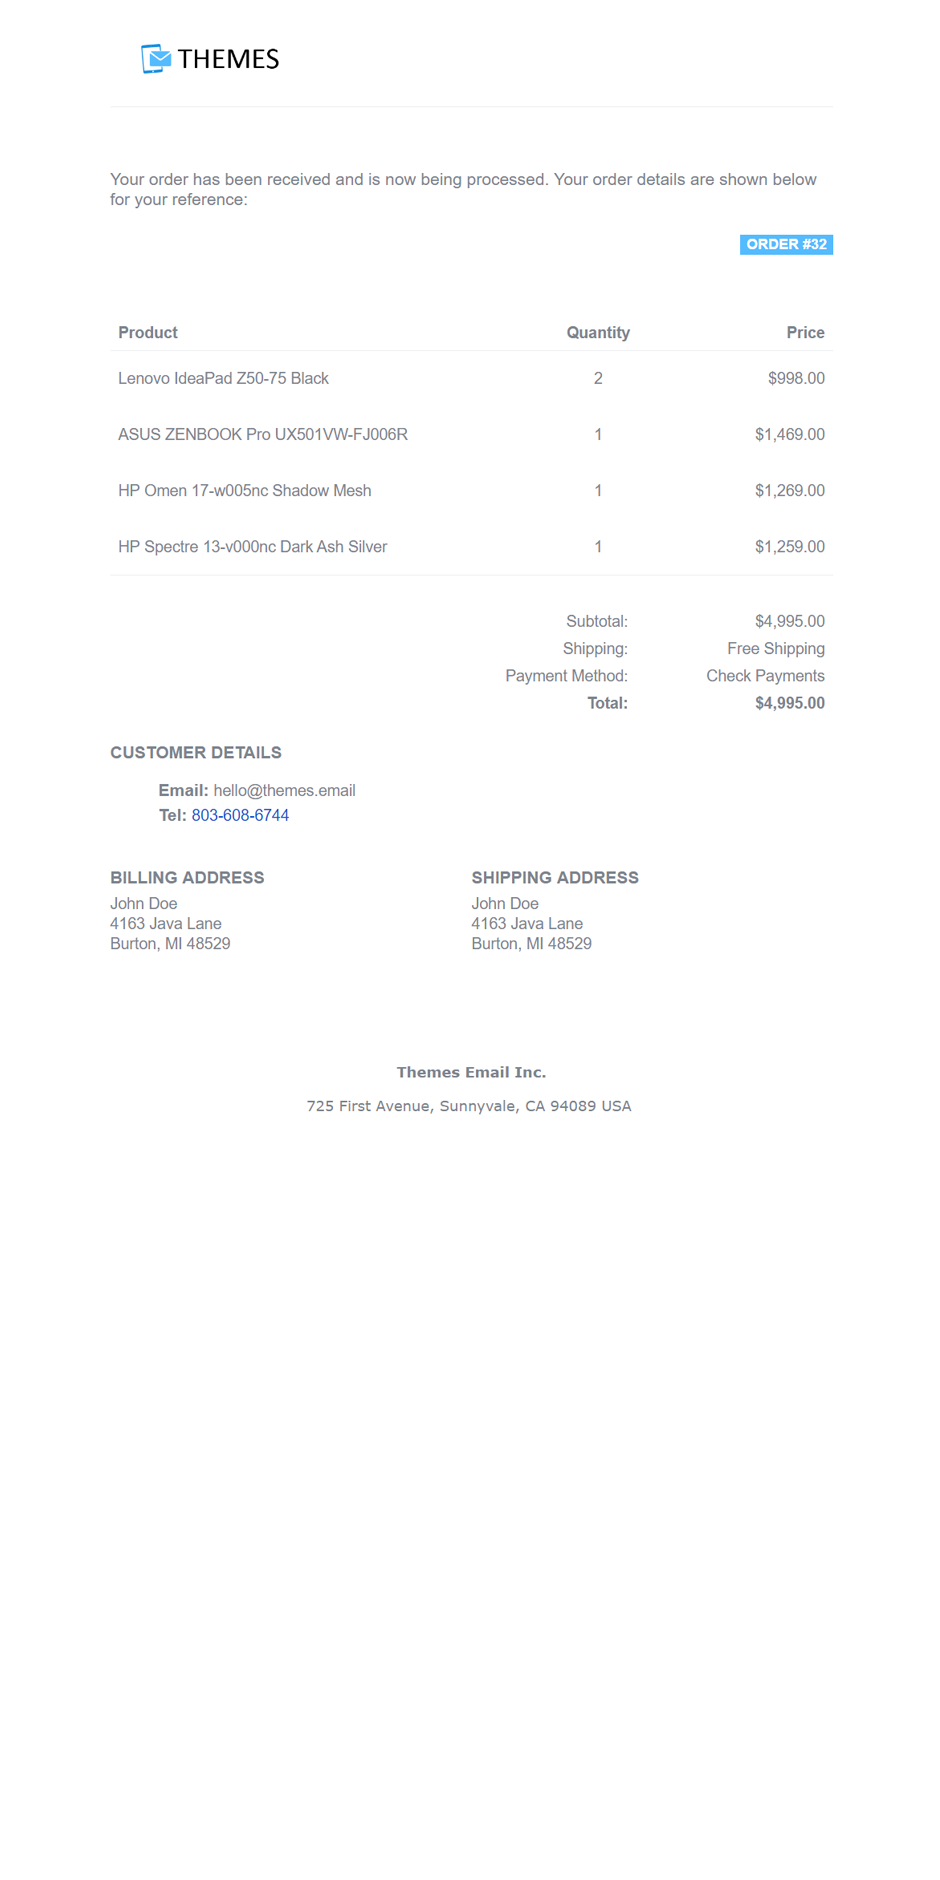 THEMES
Your order has been received and is now being processed. Your order details are shown below
for your reference:
ORDER #32
Product Quantity Price
Lenovo IdeaPad Z50-75 Black 2 $998.00
ASUS ZENBOOK Pro UX501VW-FJ006R 1 $1,469.00
HP Omen 17-w005nc Shadow Mesh 1 $1,269.00
HP Spectre 13-v000nc Dark Ash Silver 1 $1,259.00
Subtotal: $4,995.00
Shipping: Free Shipping
Payment Method: Check Payments
Total: $4,995.00
CUSTOMER DETAILS
Email: hello@themes.email
Tel: 803-608-6744
BILLING ADDRESS
John Doe
4163 Java Lane
Burton, MI 48529
SHIPPING ADDRESS
John Doe
4163 Java Lane
Burton, MI 48529
Themes Email Inc.
725 First Avenue, Sunnyvale, CA 94089 USA